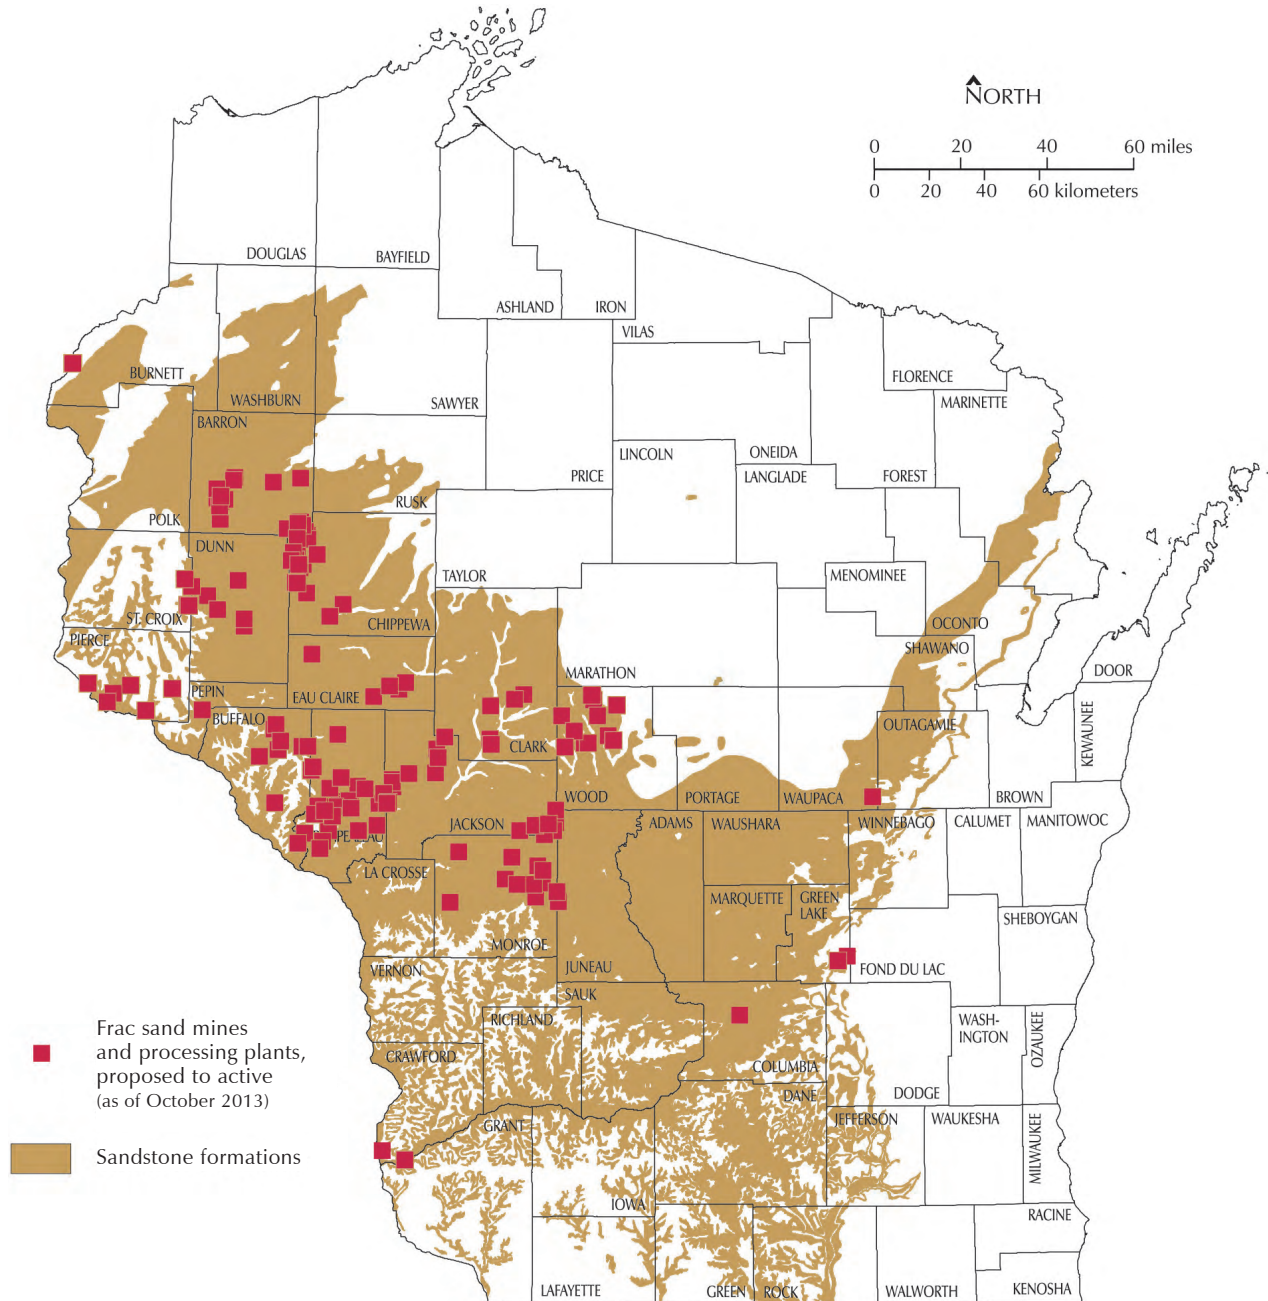 NORTH
0 20 40 60 miles
0 20 40 60 kilometers
DOUGLAS
BAYFIELD
ASHLAND
IRON
VILAS
BURNETT
WASHBURN
SAWYER
FLORENCE
MARINETTE
BARRON
PRICE
LINCOLN
ONEIDA
LANGLADE
FOREST
POLK
RUSK
DUNN
TAYLOR
MENOMINEE
ST. CROIX
CHIPPEWA
OCONTO
PIERCE
SHAWANO
MARATHON
DOOR
PEPIN
EAU CLAIRE
BUFFALO
CLARK
OUTAGAMIE
KEWAUNEE
WOOD
PORTAGE
WAUPACA
BROWN
JACKSON
ADAMS
WAUSHARA
WINNEBAGO
CALUMET
MANITOWOC
LA CROSSE
MARQUETTE
GREEN
LAKE
SHEBOYGAN
MONROE
VERNON
JUNEAU
FOND DU LAC
SAUK
RICHLAND
WASH-
INGTON
OZAUKEE
CRAWFORD
COLUMBIA
DANE
DODGE
GRANT
JEFFERSON
WAUKESHA
MILWAUKEE
IOWA
RACINE
LAFAYETTE
GREEN
ROCK
WALWORTH
KENOSHA
Frac sand mines
and processing plants,
proposed to active
(as of October 2013)
Sandstone formations